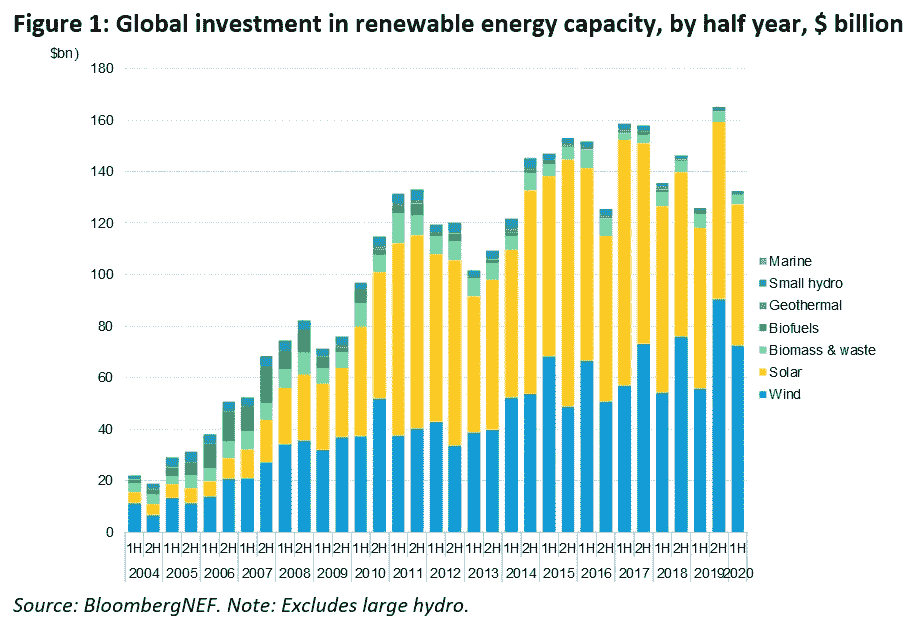 Figure 1: Global investment in renewable energy capacity, by half year, $ billion
$bn)
180
160
140
120
100
80
60
40
20
0
Marine
Small hydro
Geothermal
Biofuels
Biomass & waste
Solar
Wind
1H 2H 1H 2H 1H 2H 1H 2H 1H 2H 1H 2H 1H 2H 1H 2H 1H 2H 1H 2H 1H 2H 1H 2H 1H 2H 1H 2H 1H 2H 1H 2H 1H
2004 2005 2006 2007 2008 2009 2010 2011 2012 2013 2014 2015 2016 2017 2018 2019 2020
Source: BloombergNEF. Note: Excludes large hydro.